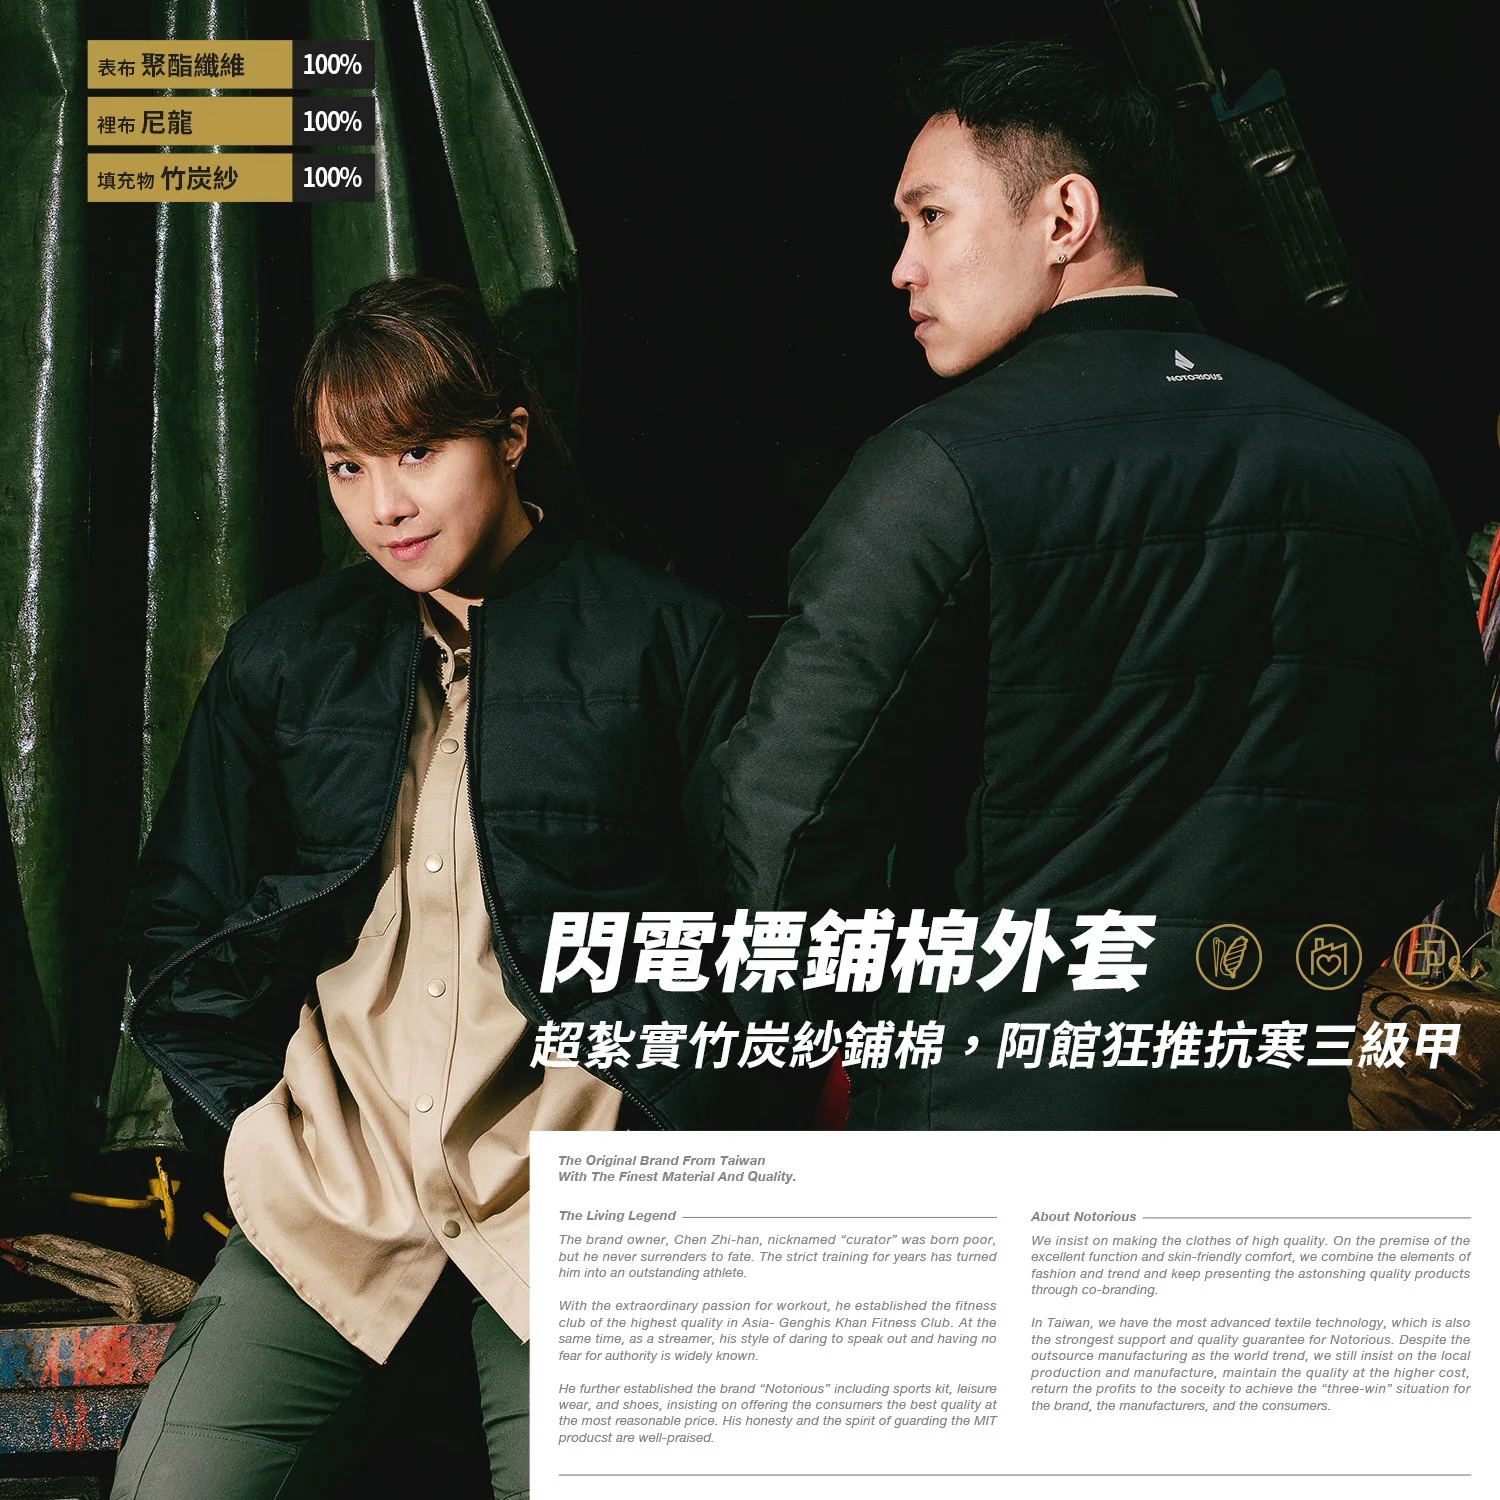 表布 聚酯纖維 100%
裡布 尼龍 100%
填充物 竹炭紗 100%
NOTORIOUS
閃電標鋪棉外套
超紮實竹炭紗鋪棉，阿館狂推抗寒三級甲
The Original Brand From Taiwan
With The Finest Material And Quality.
The Living Legend
The brand owner, Chen Zhi-han, nicknamed “curator” was born poor,
but he never surrenders to fate. The strict training for years has turned
him into an outstanding athlete.
With the extraordinary passion for workout, he established the fitness
club of the highest quality in Asia- Genghis Khan Fitness Club. At the
same time, as a streamer, his style of daring to speak out and having no
fear for authority is widely known.
He further established the brand “Notorious” including sports kit, leisure
wear, and shoes, insisting on offering the consumers the best quality at
the most reasonable price. His honesty and the spirit of guarding the MIT
producst are well-praised.
About Notorious
We insist on making the clothes of high quality. On the premise of the
excellent function and skin-friendly comfort, we combine the elements of
fashion and trend and keep presenting the astonshing quality products
through co-branding.
In Taiwan, we have the most advanced textile technology, which is also
the strongest support and quality guarantee for Notorious. Despite the
outsource manufacturing as the world trend, we still insist on the local
production and manufacture, maintain the quality at the higher cost,
return the profits to the soceity to achieve the “three-win” situation for
the brand, the manufacturers, and the consumers.